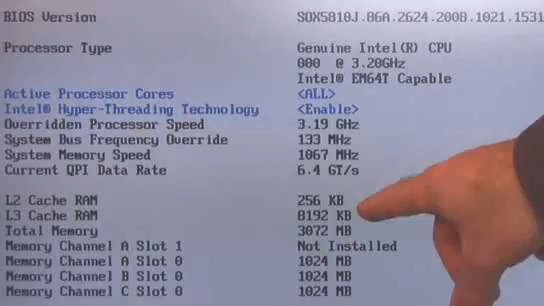 BIOS Version SOX5810J.86A.2624.2008.1021.1531
Processor Type Genuine Intel(R) CPU
000 @ 3.20GHz
Intel® EM64T Capable
Active Processor Cores <ALL>
Intel® Hyper-Threading Technology <Enable>
Overridden Processor Speed 3.19 GHz
System Bus Frequency Override 133 MHz
System Memory Speed 1067 MHz
Current QPI Data Rate 6.4 GT/s
L2 Cache RAM 256 KB
L3 Cache RAM 8192 KB
Total Memory 3072 MB
Memory Channel A Slot 1 Not Installed
Memory Channel A Slot 0 1024 MB
Memory Channel B Slot 0 1024 MB
Memory Channel C Slot 0 1024 MB